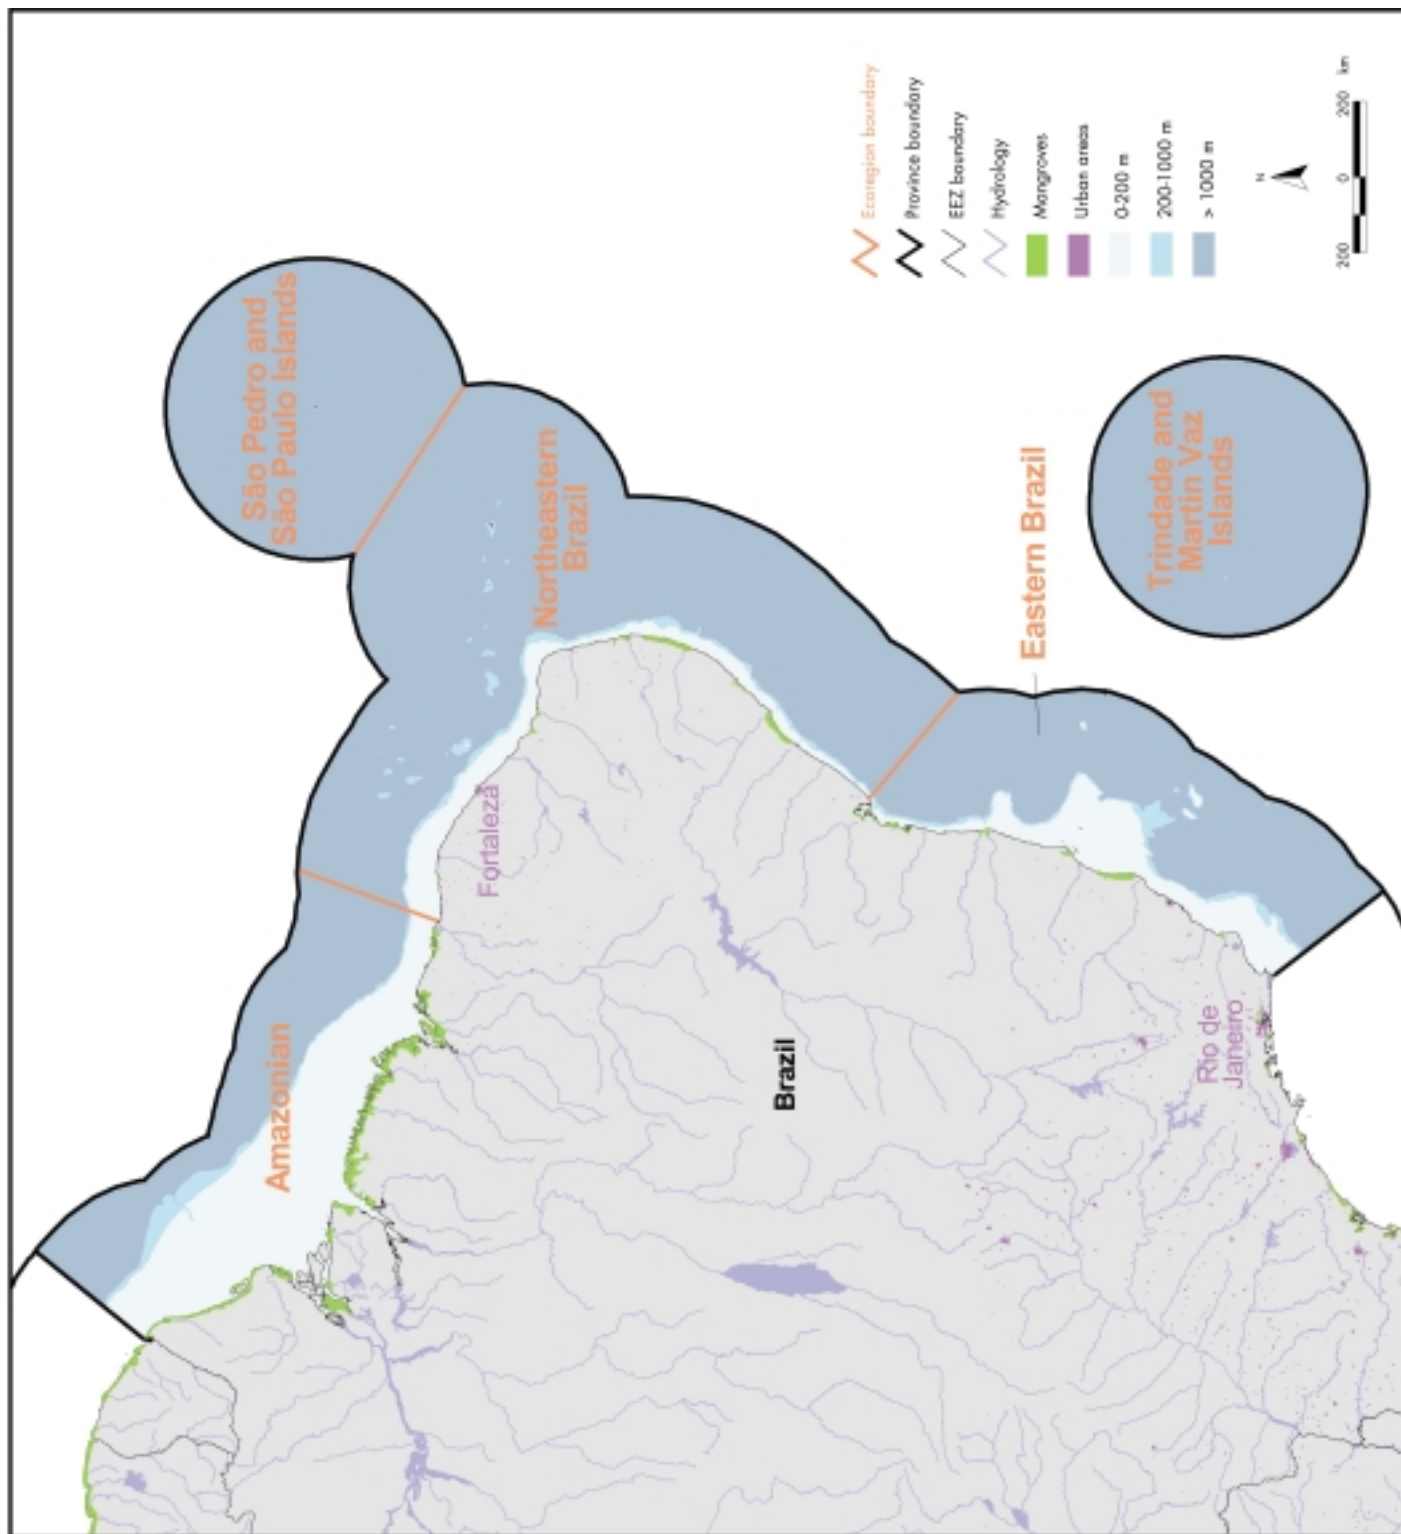 São Pedro and
São Paulo Islands
Northeastern
Brazil
Amazonian
Fortaleza
Eastern Brazil
Trindade and
Martin Vaz
Islands
Brazil
Rio de
Janeiro
Ecoregion boundary
Province boundary
EEZ boundary
Hydrology
Mangroves
Urban areas
0-200 m
200-1000 m
> 1000 m
N
200 0 200 km